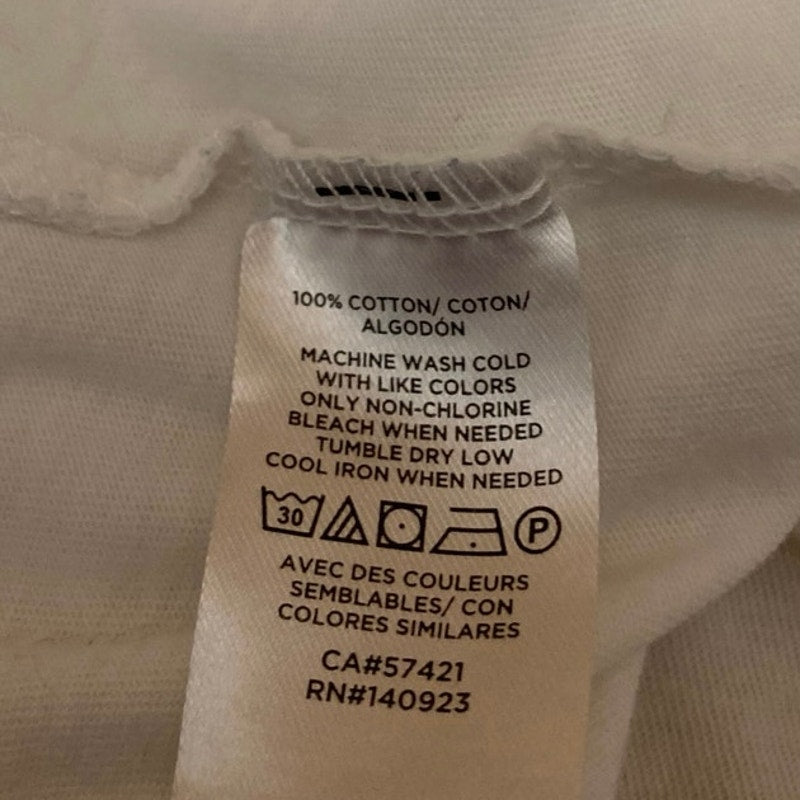 100% COTTON/ COTON/
ALGODÓN
MACHINE WASH COLD
WITH LIKE COLORS
ONLY NON-CHLORINE
BLEACH WHEN NEEDED
TUMBLE DRY LOW
COOL IRON WHEN NEEDED
30 P
AVEC DES COULEURS
SEMBLABLES/ CON
COLORES SIMILARES
CA#57421
RN#140923